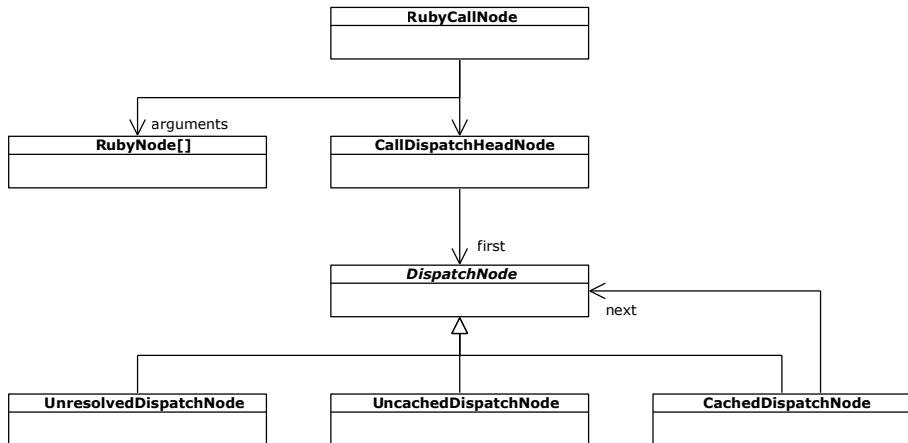 RubyCallNode
arguments
RubyNode[]
CallDispatchHeadNode
first
DispatchNode
next
UnresolvedDispatchNode
UncachedDispatchNode
CachedDispatchNode